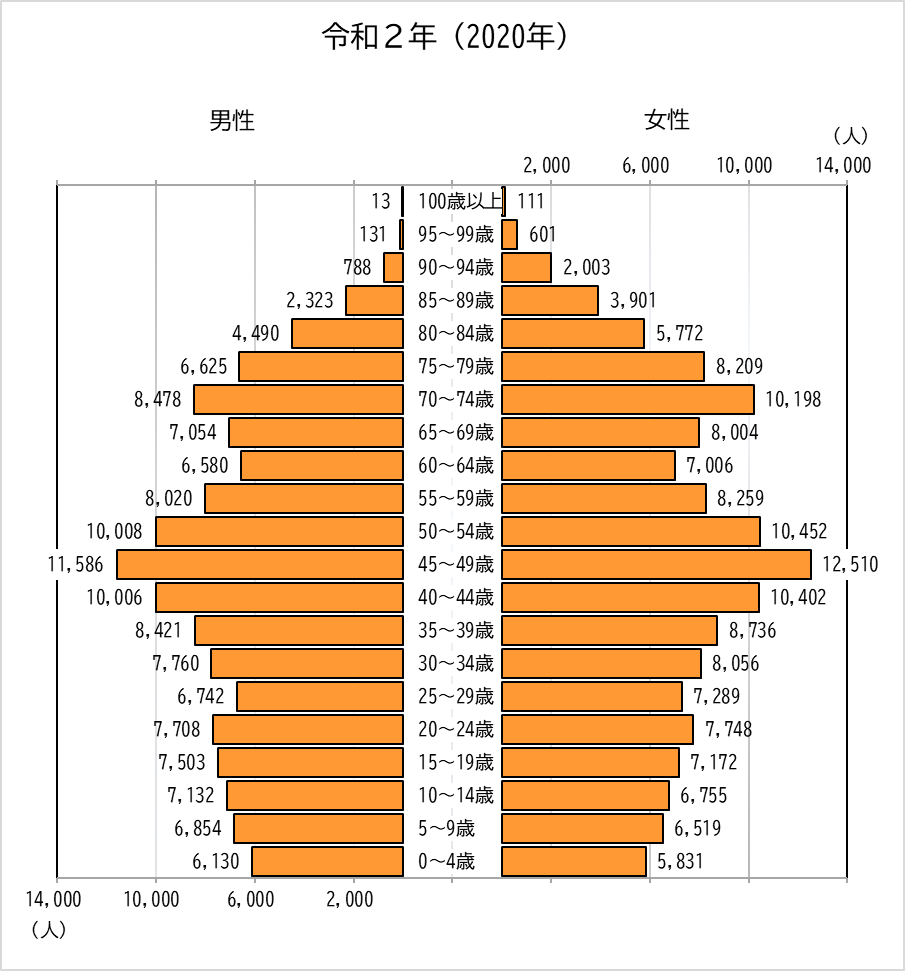 令和２年（2020年）
男性 女性
（人）
2,000 6,000 10,000 14,000
13 100歳以上 111
131 95～99歳 601
788 90～94歳 2,003
2,323 85～89歳 3,901
4,490 80～84歳 5,772
6,625 75～79歳 8,209
8,478 70～74歳 10,198
7,054 65～69歳 8,004
6,580 60～64歳 7,006
8,020 55～59歳 8,259
10,008 50～54歳 10,452
11,586 45～49歳 12,510
10,006 40～44歳 10,402
8,421 35～39歳 8,736
7,760 30～34歳 8,056
6,742 25～29歳 7,289
7,708 20～24歳 7,748
7,503 15～19歳 7,172
7,132 10～14歳 6,755
6,854 5～9歳 6,519
6,130 0～4歳 5,831
14,000 10,000 6,000 2,000
（人）